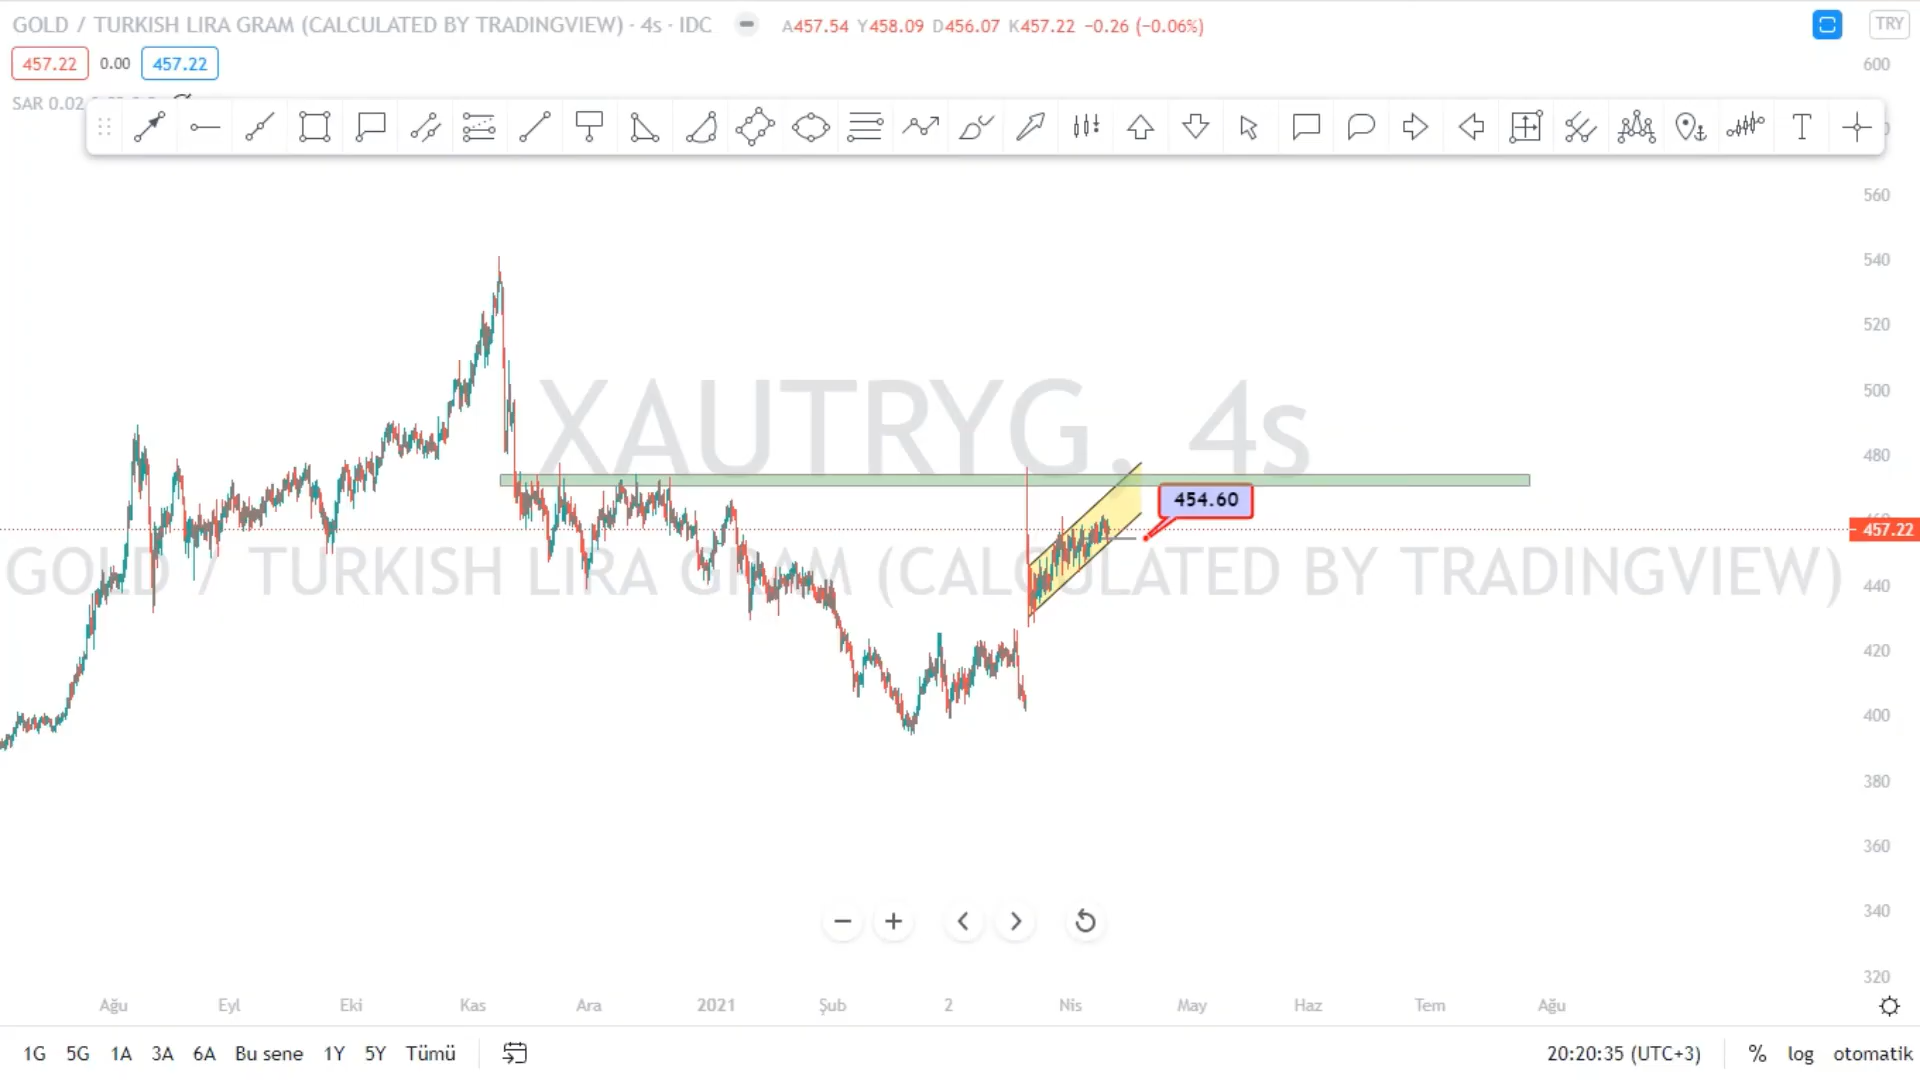 GOLD / TURKISH LIRA GRAM (CALCULATED BY TRADINGVIEW) · 4s · IDC A457.54 Y458.09 D456.07 K457.22 −0.26 (−0.06%) TRY
457.22 0.00 457.22
600
SAR 0.02
560
540
520
500
XAUTRYG, 4s
480
454.60
457.22
GOLD / TURKISH LIRA GRAM (CALCULATED BY TRADINGVIEW)
440
420
400
380
360
340
320
Ağu Eyl Eki Kas Ara 2021 Şub 2 Nis May Haz Tem Ağu
1G 5G 1A 3A 6A Bu sene 1Y 5Y Tümü 20:20:35 (UTC+3) % log otomatik